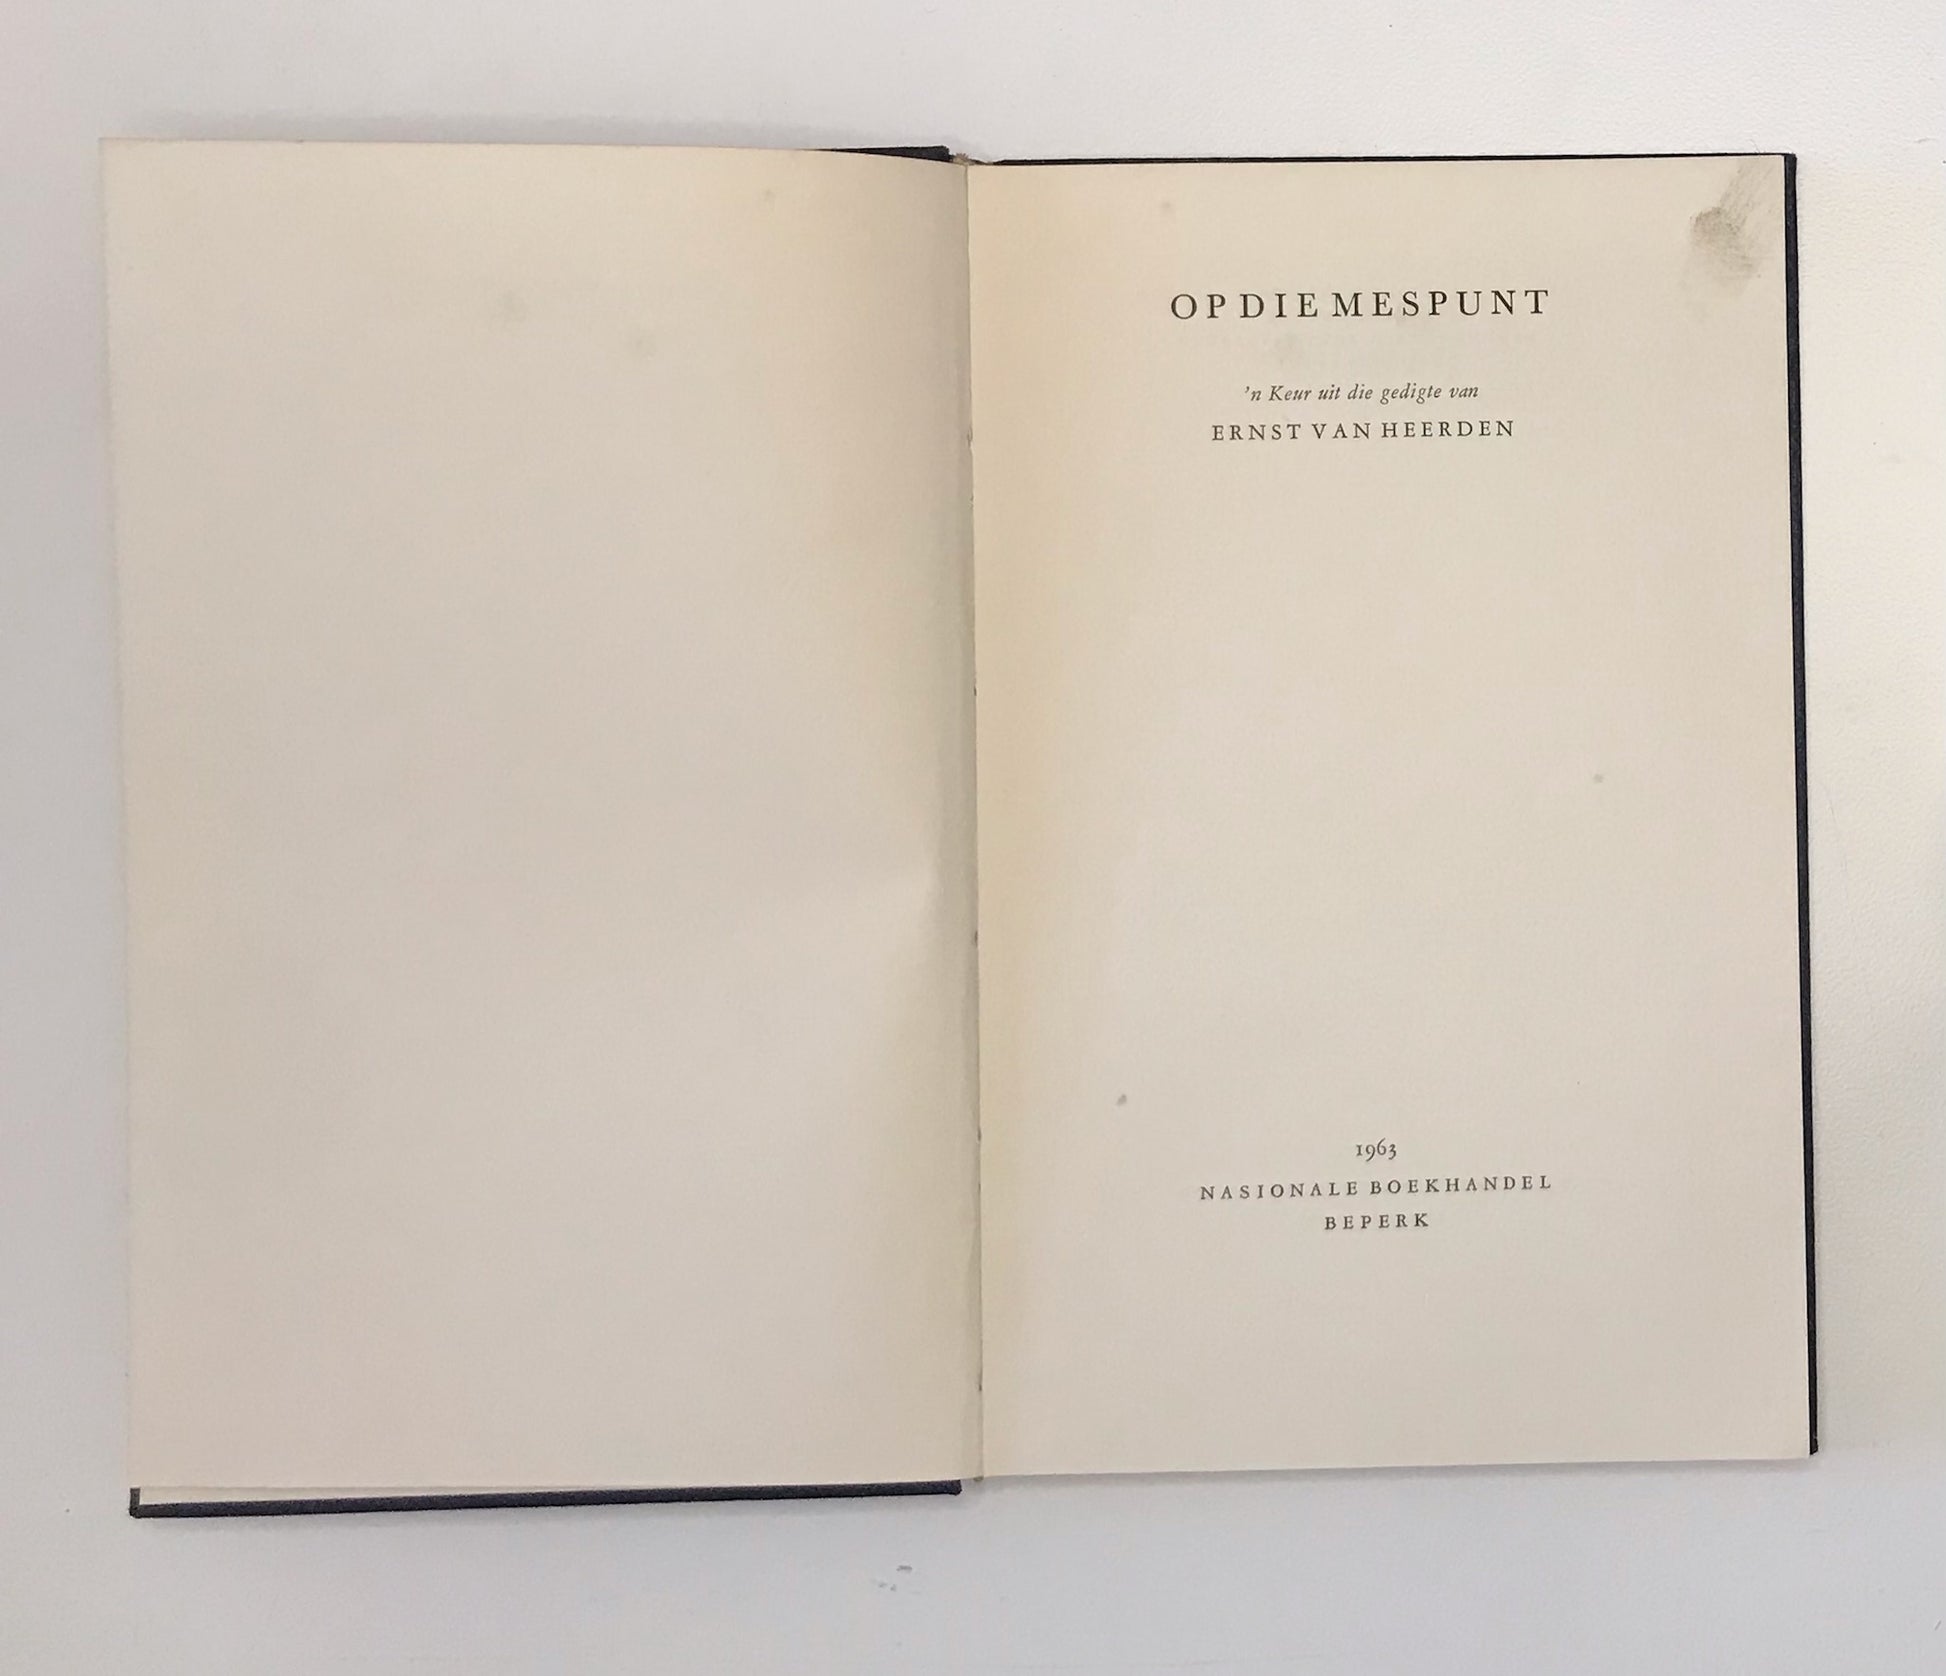 OP DIE MESPUNT
'n Keur uit die gedigte van
ERNST VAN HEERDEN
1963
NASIONALE BOEKHANDEL
BEPERK